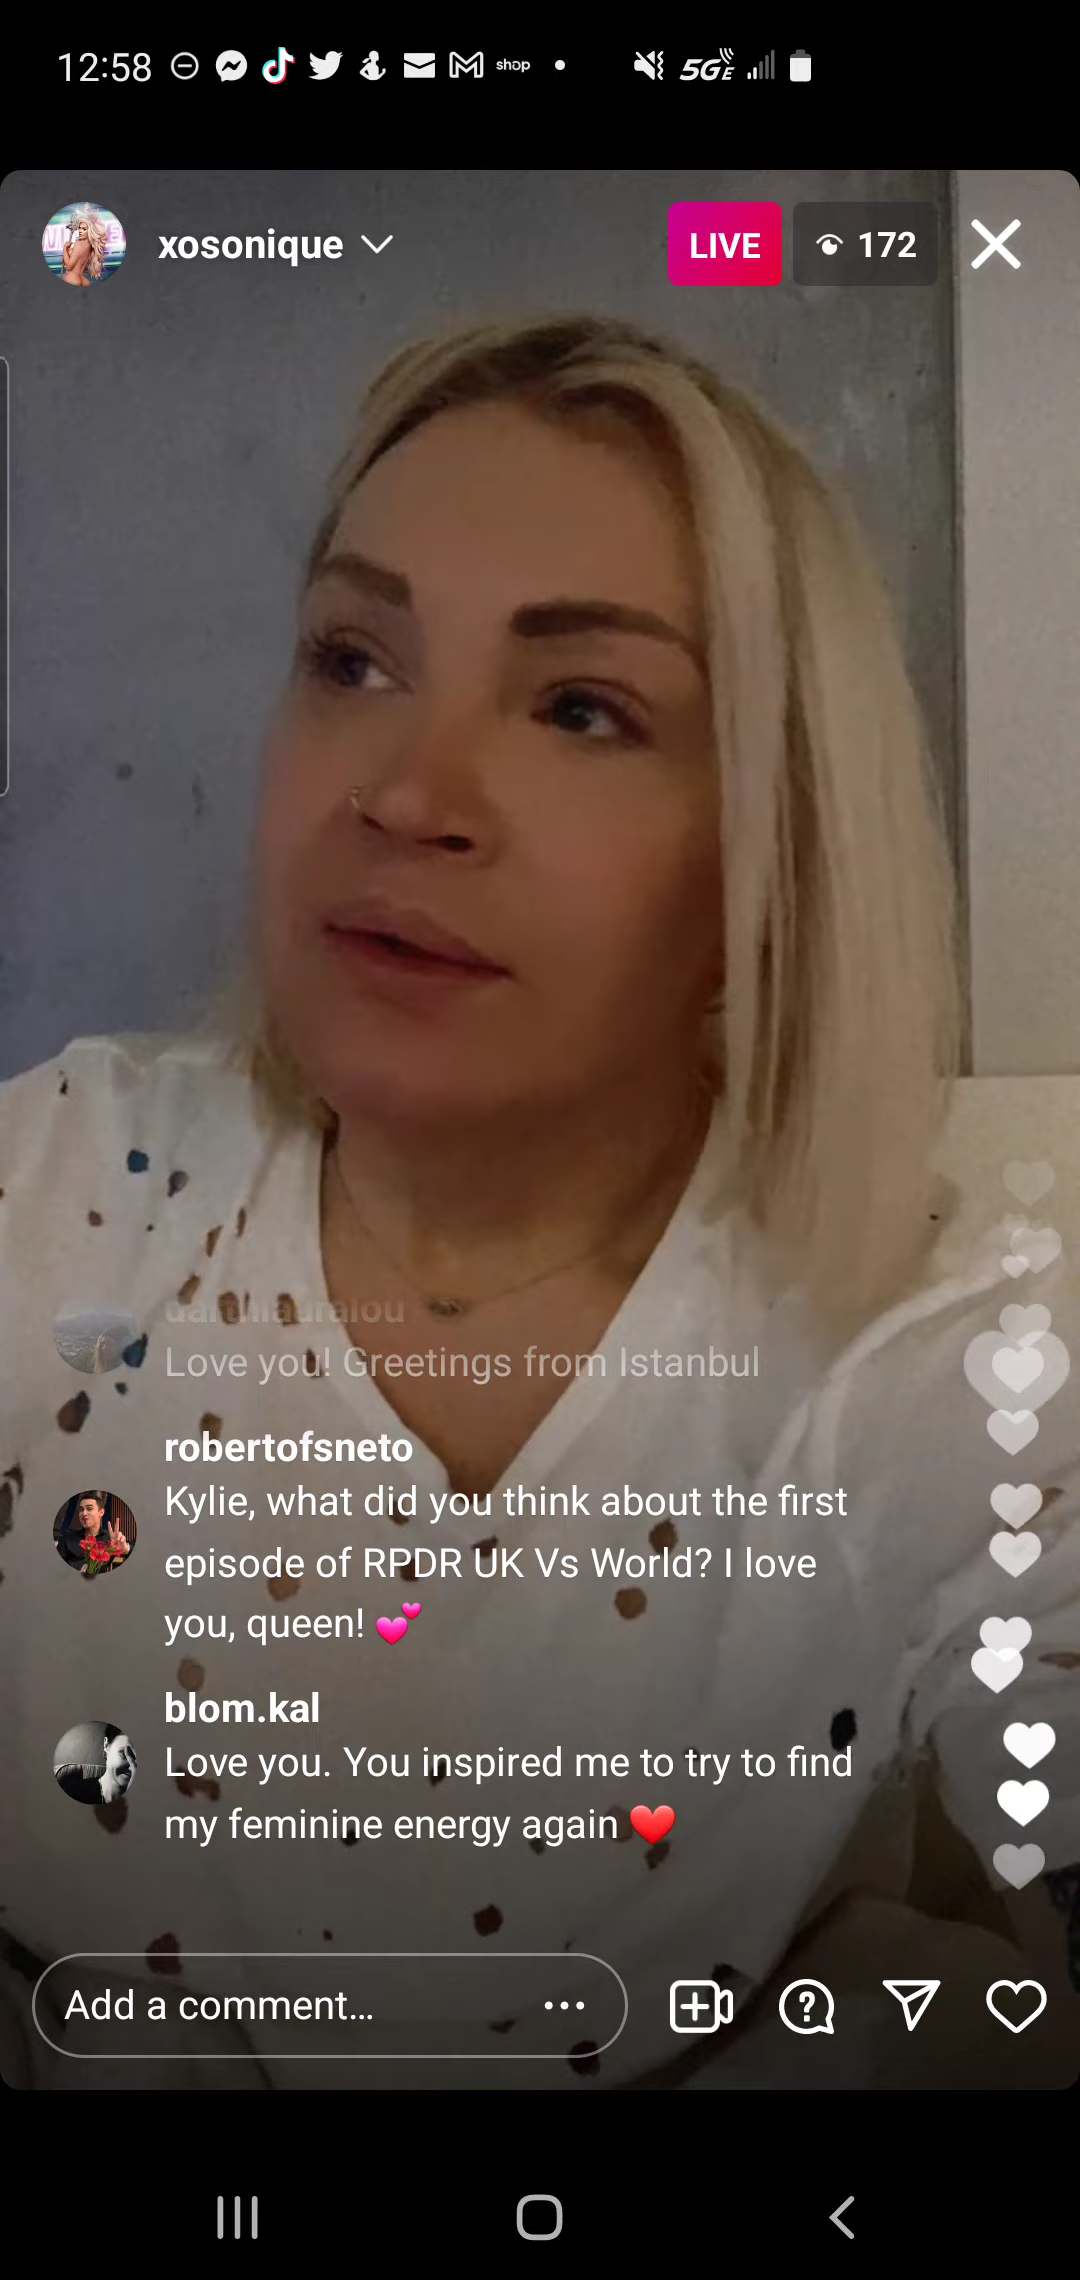 12:58 shop 5GE
xosonique LIVE 172
Love you! Greetings from Istanbul
robertofsneto
Kylie, what did you think about the first
episode of RPDR UK Vs World? I love
you, queen! 💕
blom.kal
Love you. You inspired me to try to find
my feminine energy again ❤️
Add a comment...